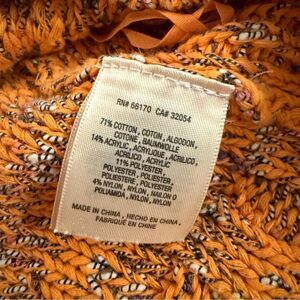 RN# 66170 CA# 32054
71% COTTON, COTON, ALGODON,
COTONE, BAUMWOLLE
14% ACRYLIC, ACRYLIQUE, ACRILICO,
ACRILICO, ACRYL
11% POLYESTER,
POLYESTER, POLIESTER,
POLIESTERE, POLYESTER
4% NYLON, NYLON, NAILON O
POLIAMIDA, NYLON, NYLON
MADE IN CHINA, HECHO EN CHINA,
FABRIQUÉ EN CHINE